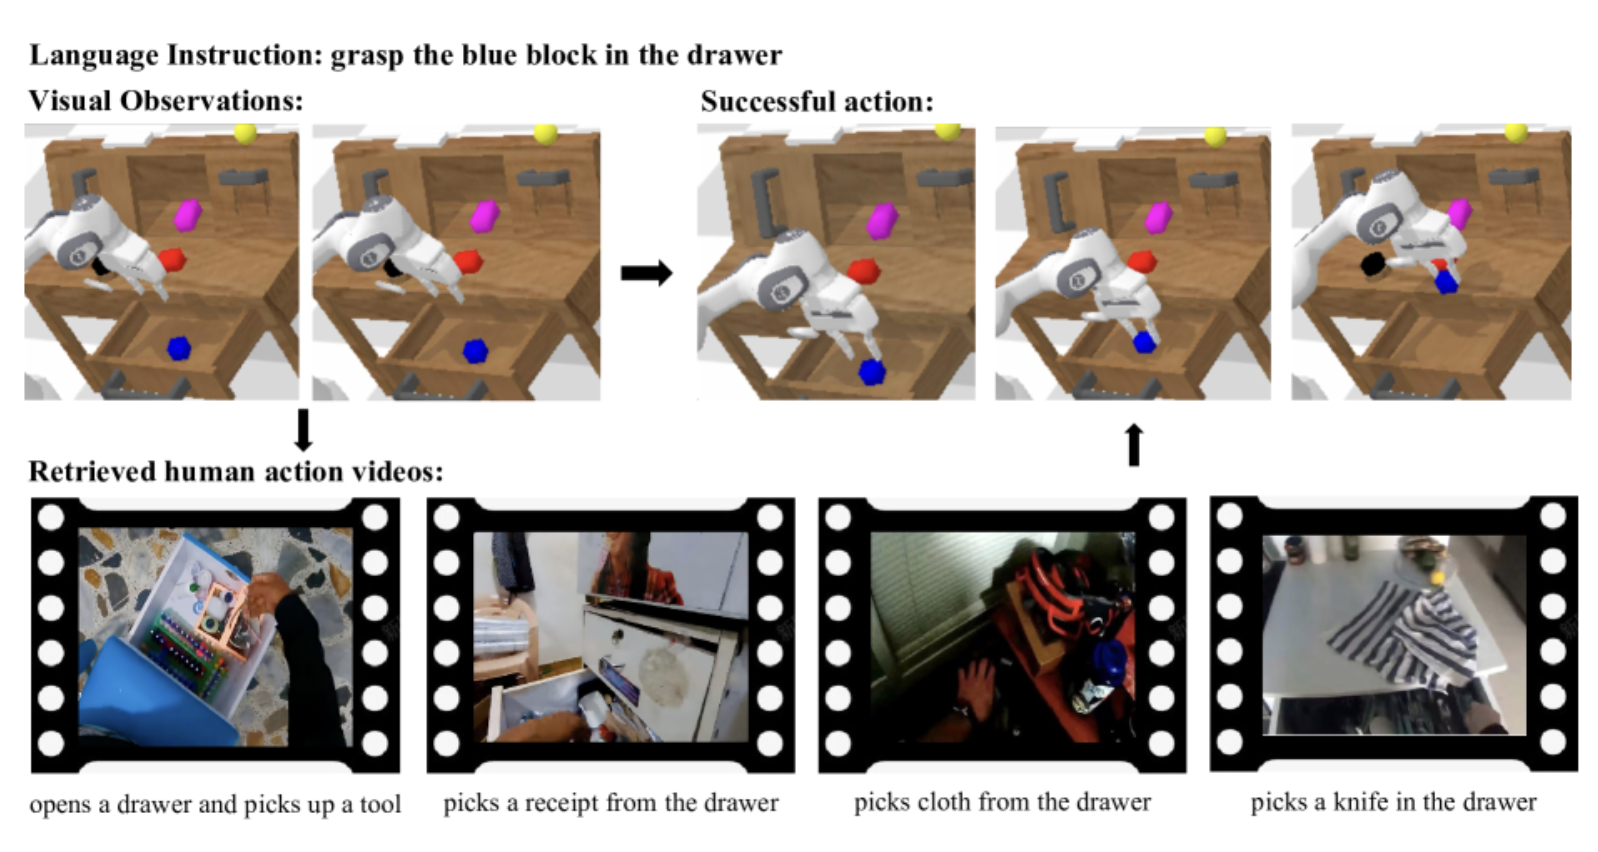 Language Instruction: grasp the blue block in the drawer
Visual Observations:
Successful action:
Retrieved human action videos:
opens a drawer and picks up a tool
picks a receipt from the drawer
picks cloth from the drawer
picks a knife in the drawer